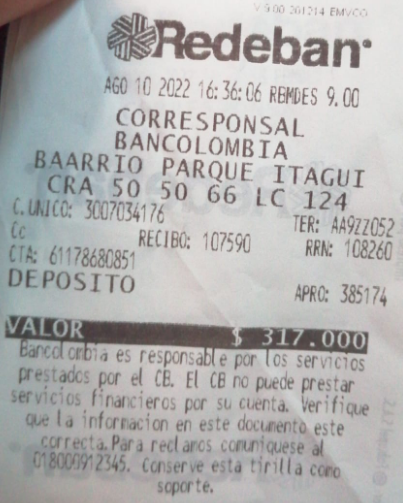 V 9.00 201214 EMVCO
Redeban
AGO 10 2022 16:36:06 RBMDES 9.00
CORRESPONSAL
BANCOLOMBIA
BAARRIO PARQUE ITAGUI
CRA 50 50 66 LC 124
C.UNICO: 3007034176 TER: AA9ZZ052
Cc RECIBO: 107590 RRN: 108260
CTA: 61178680851
DEPOSITO APRO: 385174
VALOR $ 317.000
Bancolombia es responsable por los servicios
prestados por el CB. El CB no puede prestar
servicios financieros por su cuenta. Verifique
que la informacion en este documento este
correcta.Para reclamos comuniquese al
018000912345. Conserve esta tirilla como
soporte.